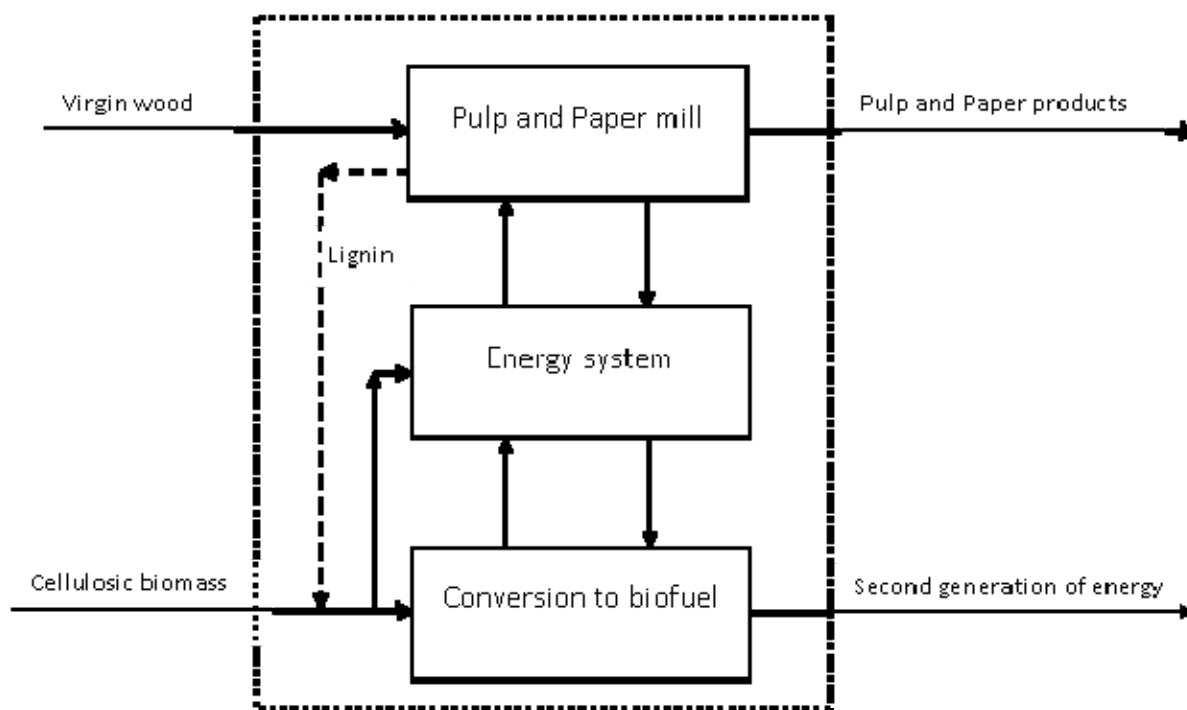 Virgin wood
Pulp and Paper mill
Pulp and Paper products
Lignin
Energy system
Cellulosic biomass
Conversion to biofuel
Second generation of energy